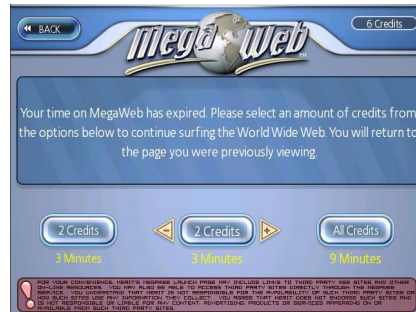 BACK
Mega Web
6 Credits
Your time on MegaWeb has expired. Please select an amount of credits from
the options below to continue surfing the World Wide Web. You will return to
the page you were previously viewing.
2 Credits
2 Credits
All Credits
3 Minutes
3 Minutes
9 Minutes
FOR YOUR CONVENIENCE, MERIT'S MEGAWEB LAUNCH PAGE MAY INCLUDE LINKS TO THIRD PARTY WEB SITES AND OTHER
ON-LINE RESOURCES. YOU MAY ALSO BE ABLE TO ACCESS THIRD PARTY SITES DIRECTLY THROUGH THE MEGAWEB
SERVICE. YOU UNDERSTAND THAT MERIT IS NOT RESPONSIBLE FOR THE AVAILABILITY OF SUCH THIRD PARTY SITES OR
HOW SUCH SITES USE ANY INFORMATION THEY COLLECT. YOU AGREE THAT MERIT DOES NOT ENDORSE SUCH SITES AND
IS NOT RESPONSIBLE OR LIABLE FOR ANY CONTENT, ADVERTISING, PRODUCTS OR SERVICES APPEARING ON OR
AVAILABLE FROM SUCH THIRD PARTY SITES.